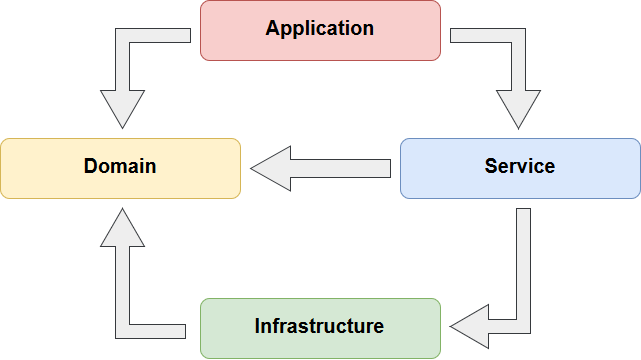 Application
Domain
Service
Infrastructure